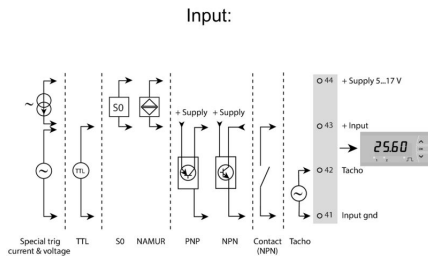 Input:
44 + Supply 5...17 V
S0
+ Supply + Supply
43 + Input
25.60
TTL
42 Tacho
41 Input gnd
Special trig current & voltage
TTL
S0
NAMUR
PNP
NPN
Contact (NPN)
Tacho